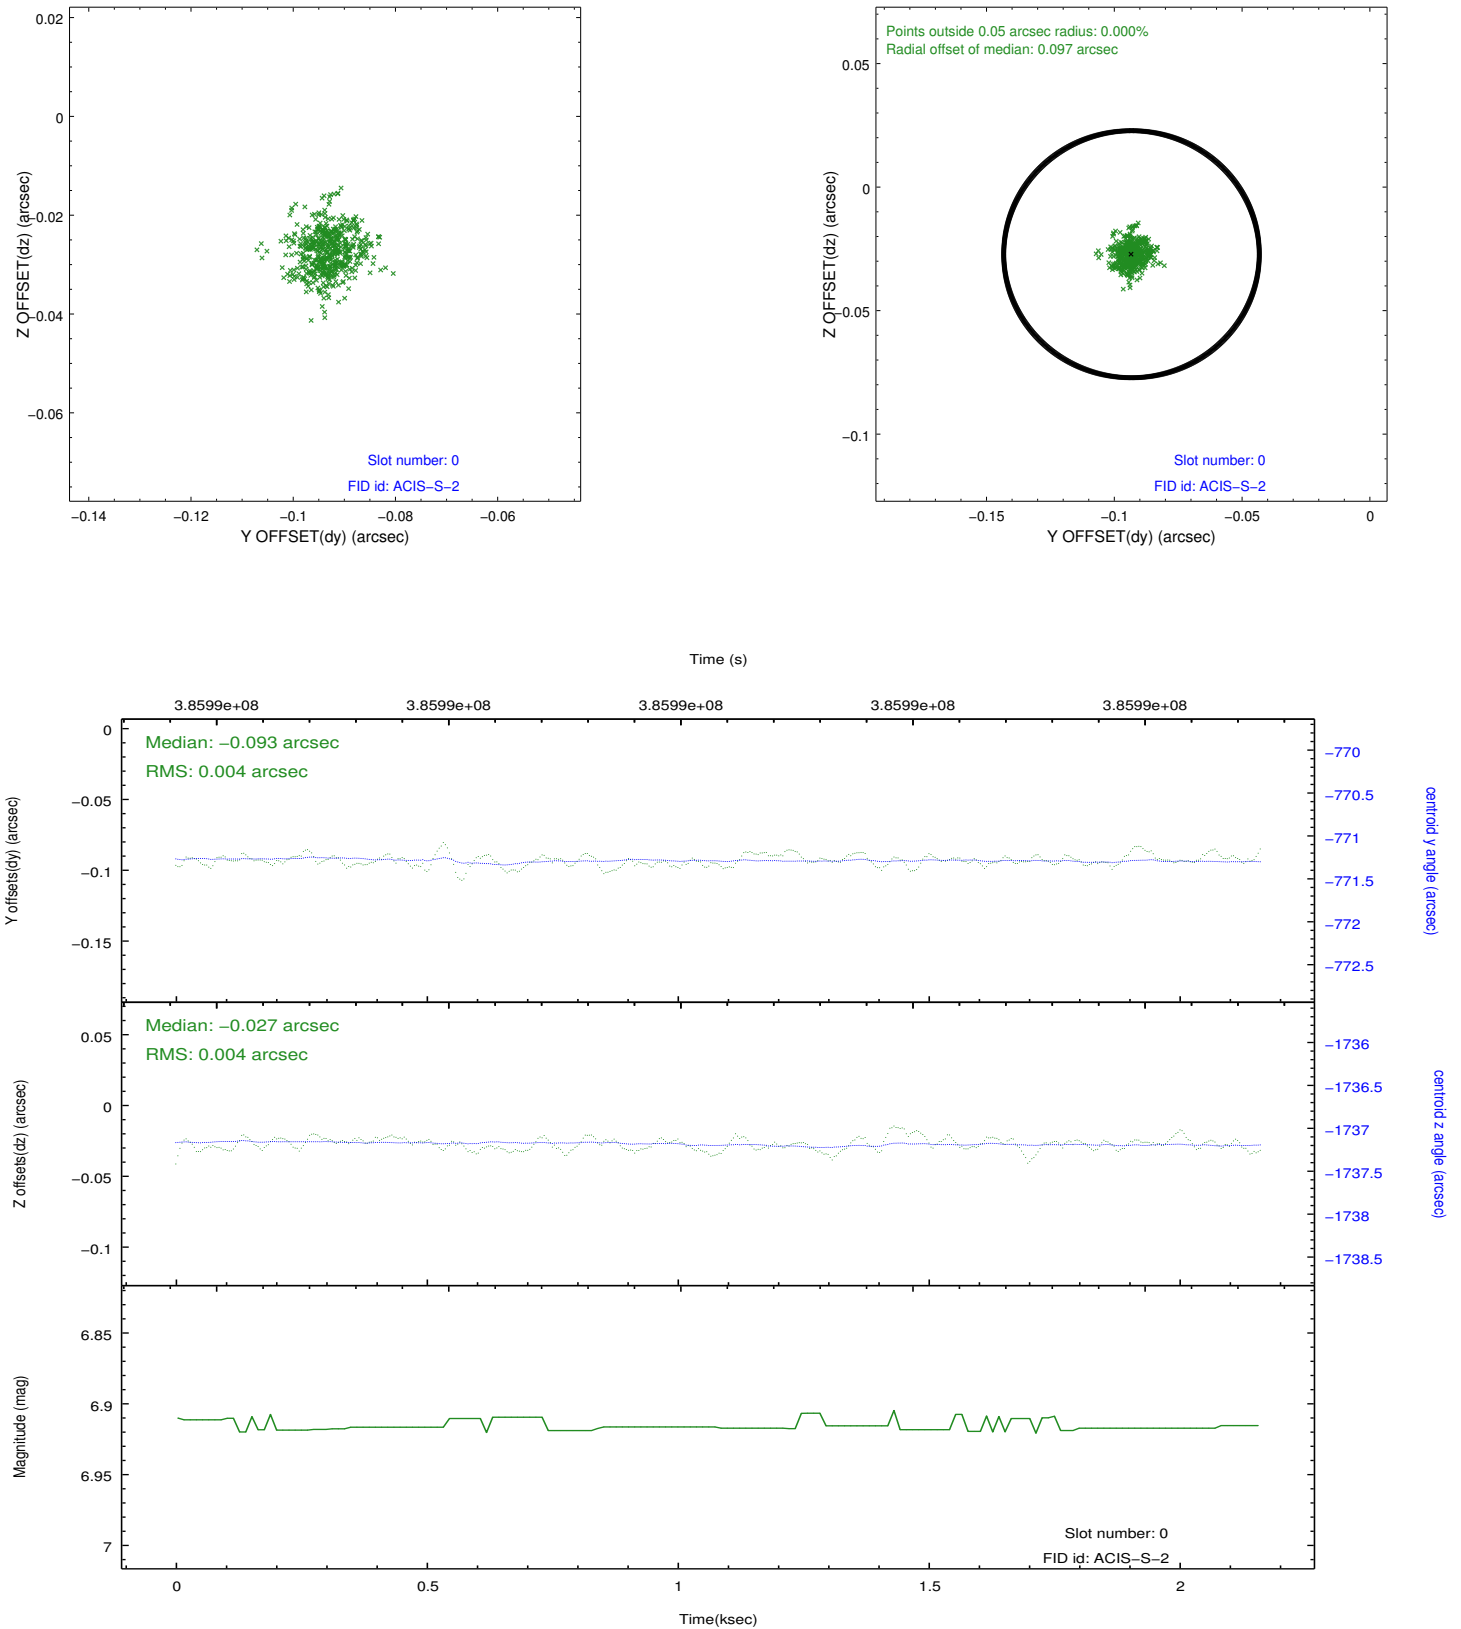 0.02
0
−0.02
−0.04
−0.06
Z OFFSET(dz) (arcsec)
Slot number: 0
FID id: ACIS−S−2
−0.14 −0.12 −0.1 −0.08 −0.06
Y OFFSET(dy) (arcsec)
Points outside 0.05 arcsec radius: 0.000%
Radial offset of median: 0.097 arcsec
0.05
0
−0.05
−0.1
Z OFFSET(dz) (arcsec)
Slot number: 0
FID id: ACIS−S−2
−0.15 −0.1 −0.05 0
Y OFFSET(dy) (arcsec)
Time (s)
3.8599e+08 3.8599e+08 3.8599e+08 3.8599e+08 3.8599e+08
Median: −0.093 arcsec
RMS: 0.004 arcsec
0
−0.05
−0.1
−0.15
Y offsets(dy) (arcsec)
−770
−770.5
−771
−771.5
−772
−772.5
centroid y angle (arcsec)
Median: −0.027 arcsec
RMS: 0.004 arcsec
0.05
0
−0.05
−0.1
Z offsets(dz) (arcsec)
−1736
−1736.5
−1737
−1737.5
−1738
−1738.5
centroid z angle (arcsec)
6.85
6.9
6.95
7
Magnitude (mag)
Slot number: 0
FID id: ACIS−S−2
0 0.5 1 1.5 2
Time(ksec)